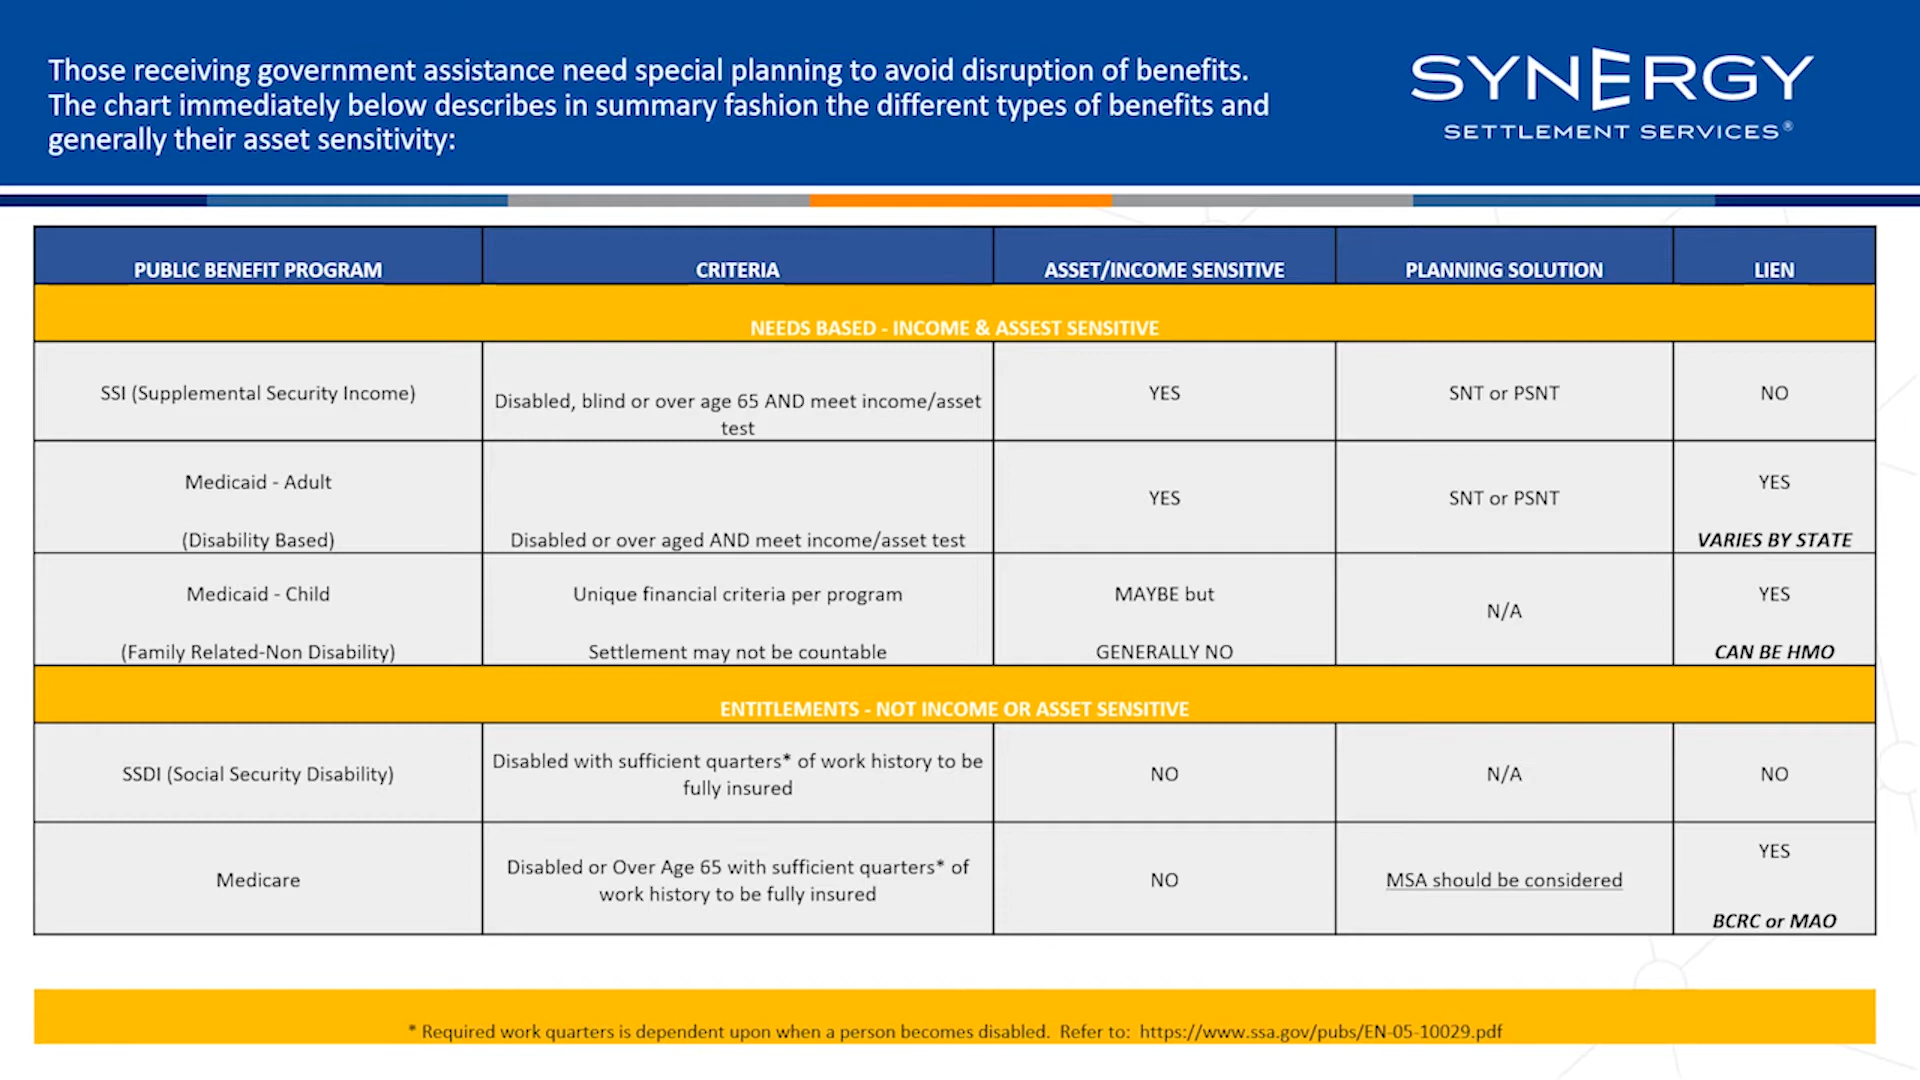 Those receiving government assistance need special planning to avoid disruption of benefits.
The chart immediately below describes in summary fashion the different types of benefits and
generally their asset sensitivity:
SYNERGY
SETTLEMENT SERVICES®
PUBLIC BENEFIT PROGRAM
CRITERIA
ASSET/INCOME SENSITIVE
PLANNING SOLUTION
LIEN
NEEDS BASED - INCOME & ASSEST SENSITIVE
SSI (Supplemental Security Income)
Disabled, blind or over age 65 AND meet income/asset
test
YES
SNT or PSNT
NO
Medicaid - Adult
(Disability Based)
Disabled or over aged AND meet income/asset test
YES
SNT or PSNT
YES
VARIES BY STATE
Medicaid - Child
(Family Related-Non Disability)
Unique financial criteria per program
Settlement may not be countable
MAYBE but
GENERALLY NO
N/A
YES
CAN BE HMO
ENTITLEMENTS - NOT INCOME OR ASSET SENSITIVE
SSDI (Social Security Disability)
Disabled with sufficient quarters* of work history to be
fully insured
NO
N/A
NO
Medicare
Disabled or Over Age 65 with sufficient quarters* of
work history to be fully insured
NO
MSA should be considered
YES
BCRC or MAO
* Required work quarters is dependent upon when a person becomes disabled. Refer to: https://www.ssa.gov/pubs/EN-05-10029.pdf